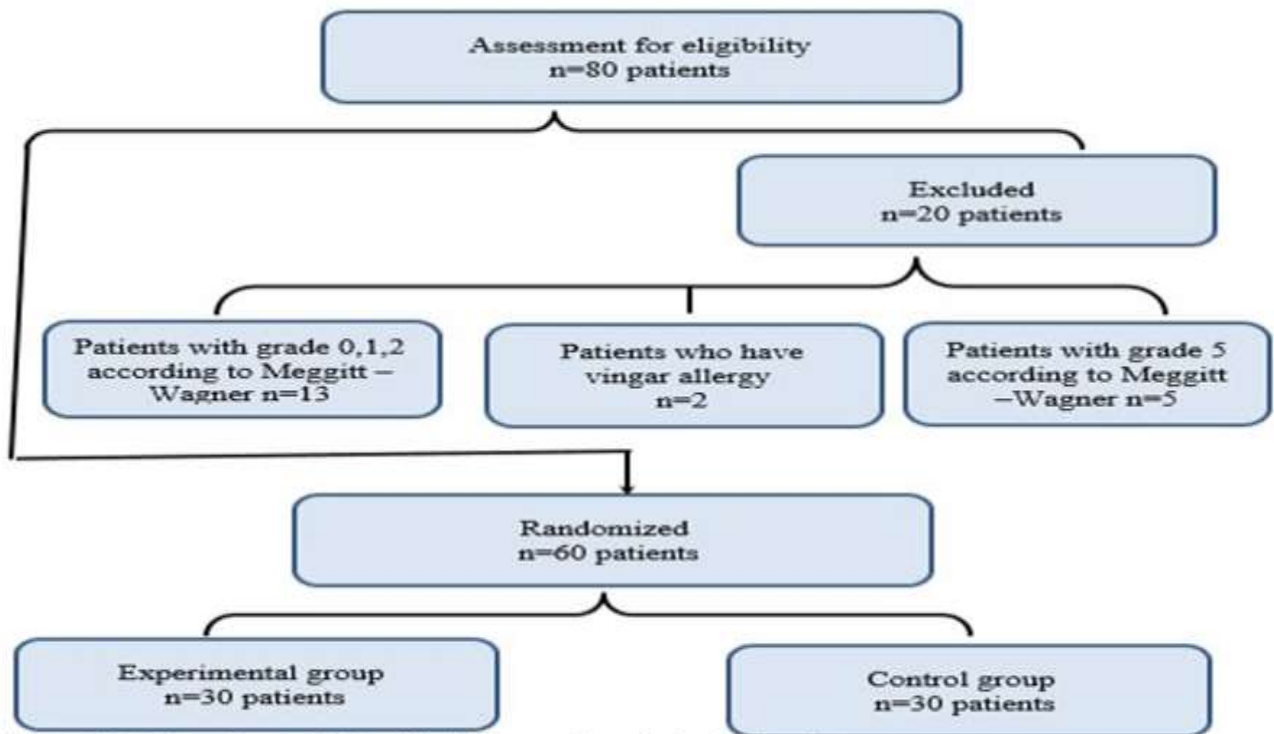 Assessment for eligibility
n=80 patients
Excluded
n=20 patients
Patients with grade 0,1,2
according to Meggitt –
Wagner n=13
Patients who have
vingar allergy
n=2
Patients with grade 5
according to Meggitt
–Wagner n=5
Randomized
n=60 patients
Experimental group
n=30 patients
Control group
n=30 patients